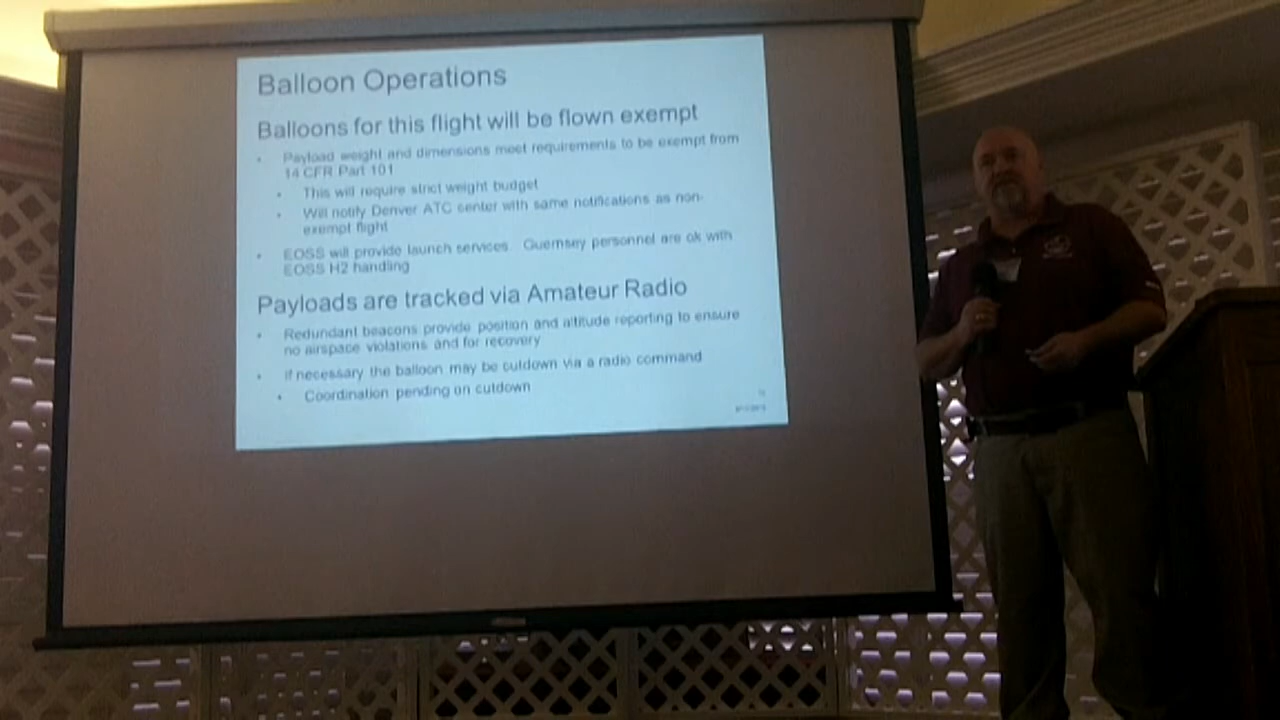 Balloon Operations
Balloons for this flight will be flown exempt
Payload weight and dimensions meet requirements to be exempt from
14 CFR Part 101
This will require strict weight budget
Will notify Denver ATC center with same notifications as non-
exempt flight
EOSS will provide launch services. Guernsey personnel are ok with
EOSS H2 handling
Payloads are tracked via Amateur Radio
Redundant beacons provide position and altitude reporting to ensure
no airspace violations and for recovery
If necessary the balloon may be cutdown via a radio command
Coordination pending on cutdown